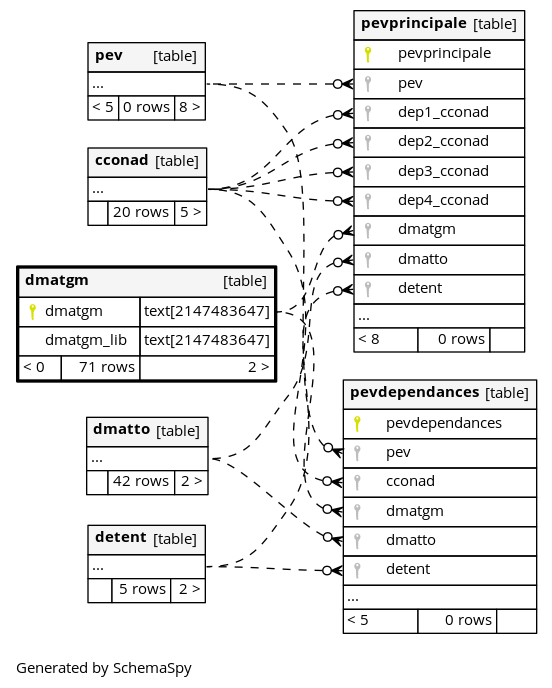 pev [table]
...
< 5 0 rows 8 >
cconad [table]
...
20 rows 5 >
dmatgm [table]
dmatgm text[2147483647]
dmatgm_lib text[2147483647]
< 0 71 rows 2 >
dmatto [table]
...
42 rows 2 >
detent [table]
...
5 rows 2 >
pevprincipale [table]
pevprincipale
pev
dep1_cconad
dep2_cconad
dep3_cconad
dep4_cconad
dmatgm
dmatto
detent
...
< 8 0 rows
pevdependances [table]
pevdependances
pev
cconad
dmatgm
dmatto
detent
...
< 5 0 rows
Generated by SchemaSpy